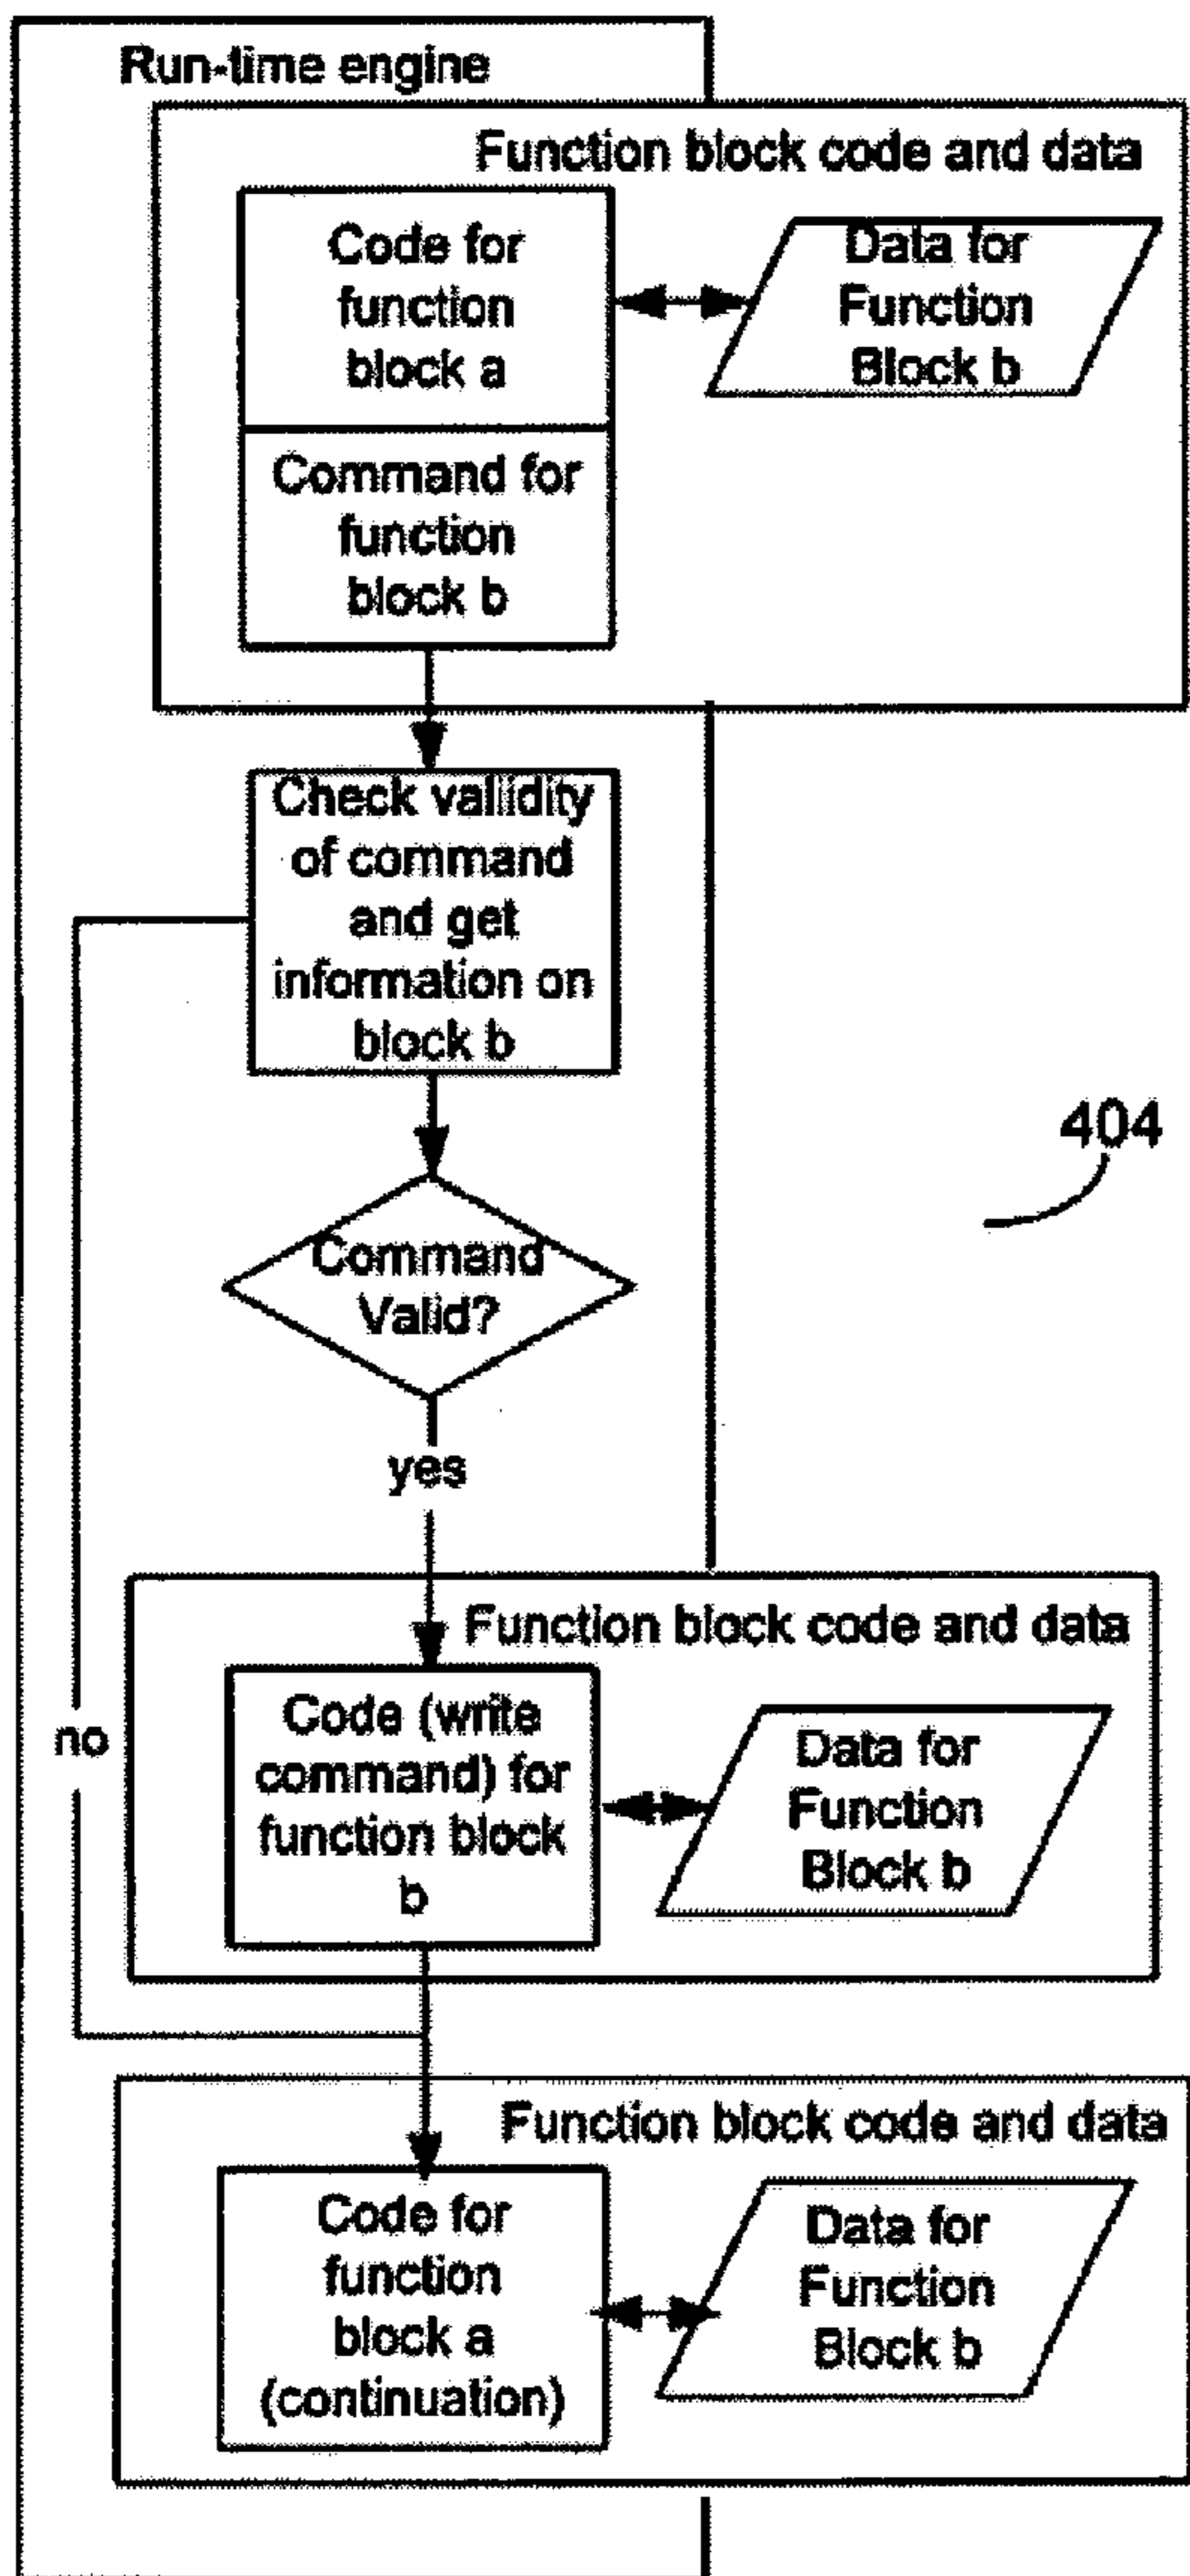 Run-time engine
Function block code and data
Code for
function
block a
Data for
Function
Block b
Command for
function
block b
Check vallidity
of command
and get
information on
block b
404
Command
Valid?
yes
Function block code and data
Code (write
command) for
function block
b
Data for
Function
Block b
no
Function block code and data
Code for
function
block a
(continuation)
Data for
Function
Block b